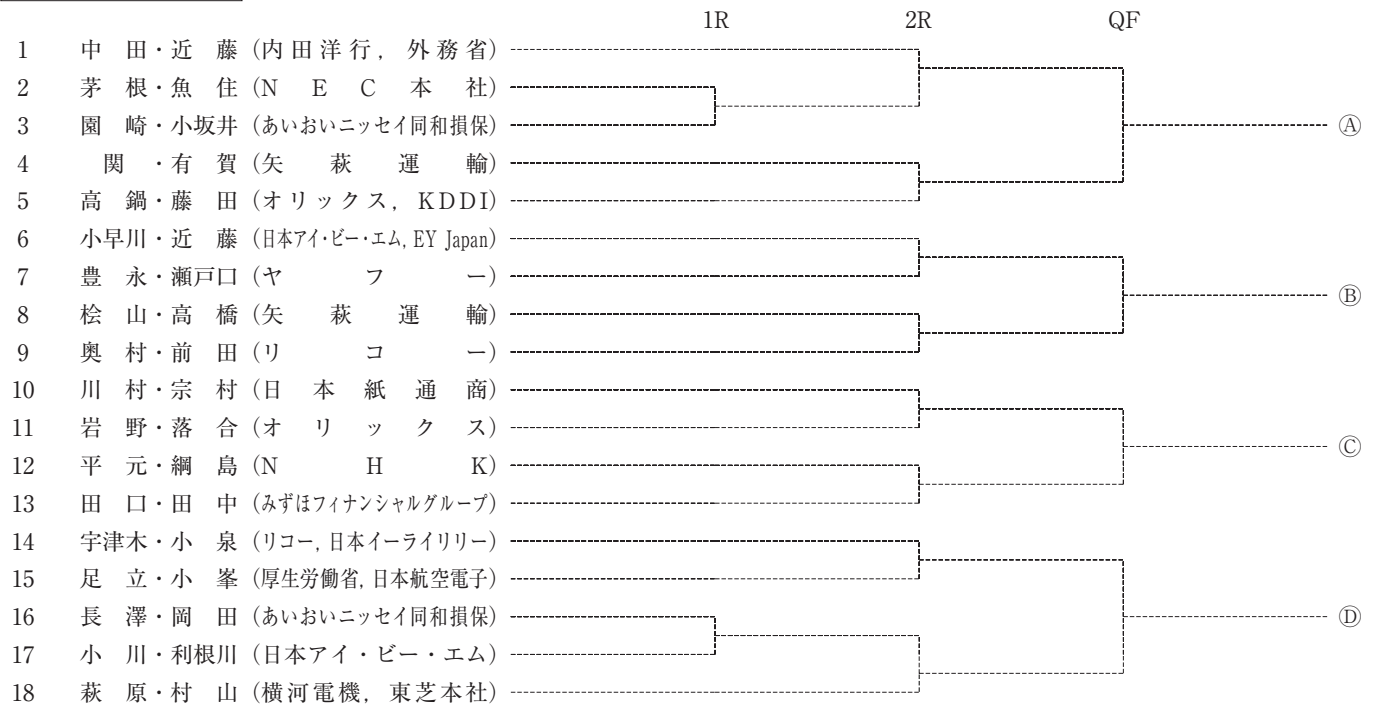 1R 2R QF
1 中 田・近 藤 (内田洋行, 外務省)
2 茅 根・魚 住 (NEC本社)
3 園 崎・小坂井 (あいおいニッセイ同和損保)
Ⓐ
4 関 ・有 賀 (矢萩運輸)
5 高 鍋・藤 田 (オリックス, KDDI)
6 小早川・近 藤 (日本アイ・ビー・エム, EY Japan)
7 豊 永・瀬戸口 (ヤフー)
Ⓑ
8 桧 山・高 橋 (矢萩運輸)
9 奥 村・前 田 (リコー)
10 川 村・宗 村 (日本紙通商)
11 岩 野・落 合 (オリックス)
Ⓒ
12 平 元・綱 島 (NHK)
13 田 口・田 中 (みずほフィナンシャルグループ)
14 宇津木・小 泉 (リコー, 日本イーライリリー)
15 足 立・小 峯 (厚生労働省, 日本航空電子)
16 長 澤・岡 田 (あいおいニッセイ同和損保)
Ⓓ
17 小 川・利根川 (日本アイ・ビー・エム)
18 萩 原・村 山 (横河電機, 東芝本社)